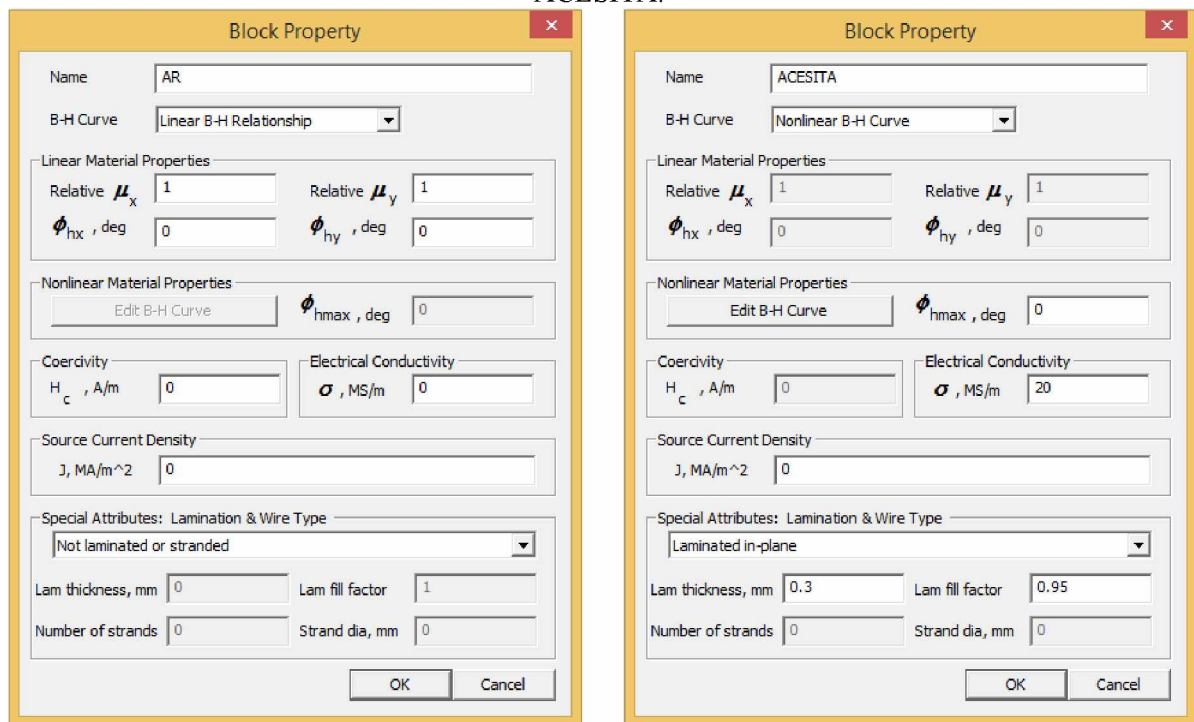 ACESITA.
Block Property
Name AR
B-H Curve Linear B-H Relationship
Linear Material Properties
Relative μx 1 Relative μy 1
ϕhx , deg 0 ϕhy , deg 0
Nonlinear Material Properties
Edit B-H Curve ϕhmax , deg 0
Coercivity Electrical Conductivity
Hc , A/m 0 σ , MS/m 0
Source Current Density
J, MA/m^2 0
Special Attributes: Lamination & Wire Type
Not laminated or stranded
Lam thickness, mm 0 Lam fill factor 1
Number of strands 0 Strand dia, mm 0
OK Cancel
Block Property
Name ACESITA
B-H Curve Nonlinear B-H Curve
Linear Material Properties
Relative μx 1 Relative μy 1
ϕhx , deg 0 ϕhy , deg 0
Nonlinear Material Properties
Edit B-H Curve ϕhmax , deg 0
Coercivity Electrical Conductivity
Hc , A/m 0 σ , MS/m 20
Source Current Density
J, MA/m^2 0
Special Attributes: Lamination & Wire Type
Laminated in-plane
Lam thickness, mm 0.3 Lam fill factor 0.95
Number of strands 0 Strand dia, mm 0
OK Cancel